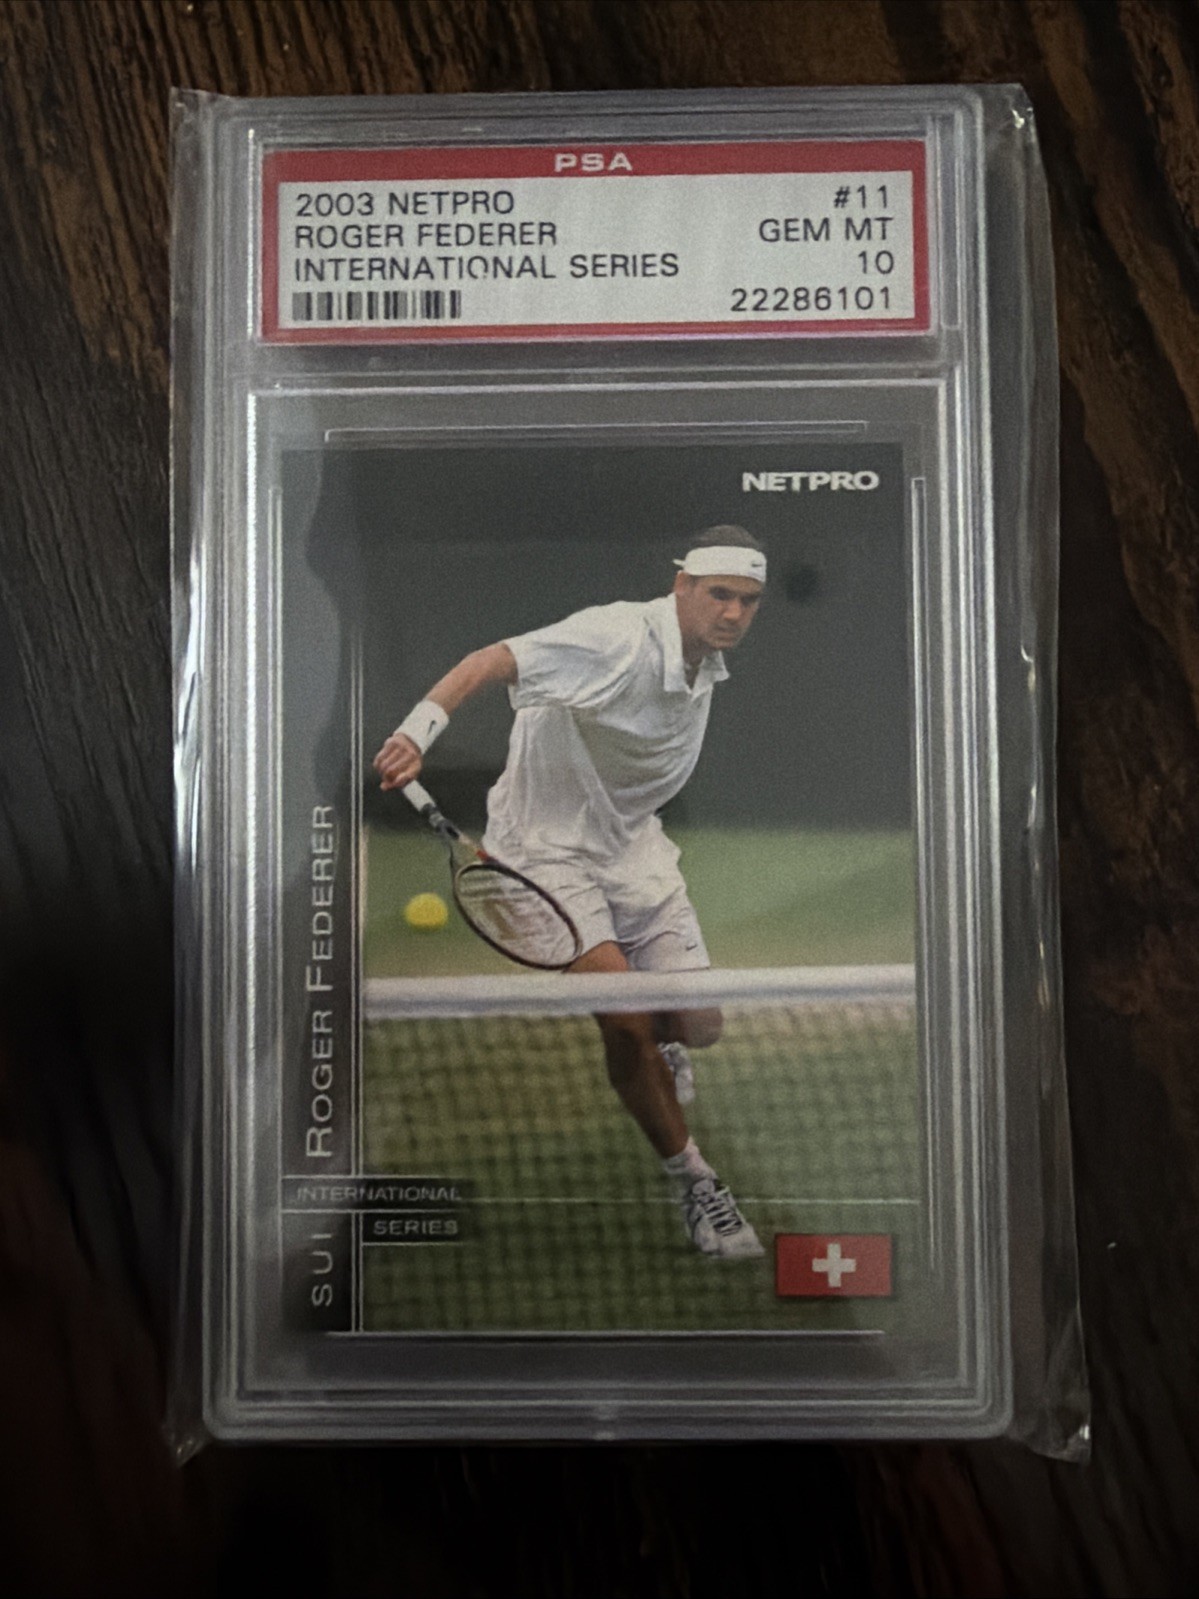 PSA
2003 NETPRO #11
ROGER FEDERER GEM MT
INTERNATIONAL SERIES 10
22286101
NETPRO
SUI ROGER FEDERER
INTERNATIONAL
SERIES